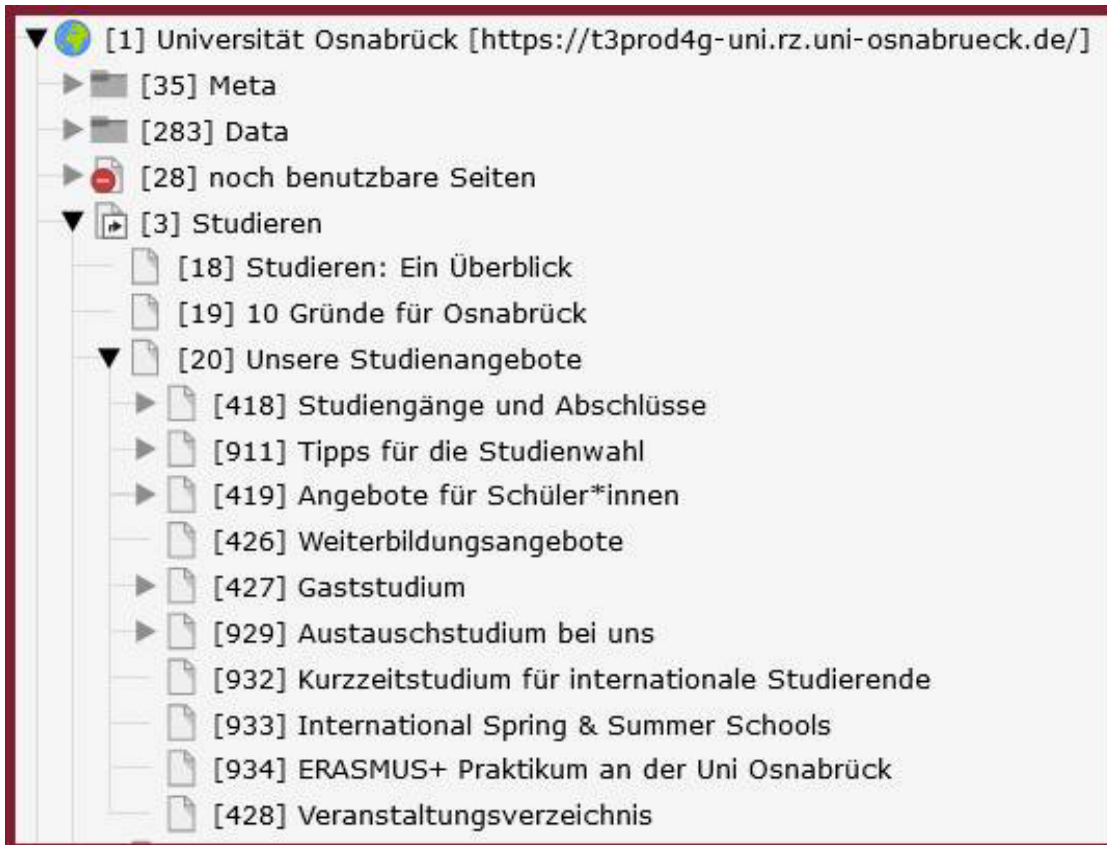 [1] Universität Osnabrück [https://t3prod4g-uni.rz.uni-osnabrueck.de/]
[35] Meta
[283] Data
[28] noch benutzbare Seiten
[3] Studieren
[18] Studieren: Ein Überblick
[19] 10 Gründe für Osnabrück
[20] Unsere Studienangebote
[418] Studiengänge und Abschlüsse
[911] Tipps für die Studienwahl
[419] Angebote für Schüler*innen
[426] Weiterbildungsangebote
[427] Gaststudium
[929] Austauschstudium bei uns
[932] Kurzzeitstudium für internationale Studierende
[933] International Spring & Summer Schools
[934] ERASMUS+ Praktikum an der Uni Osnabrück
[428] Veranstaltungsverzeichnis